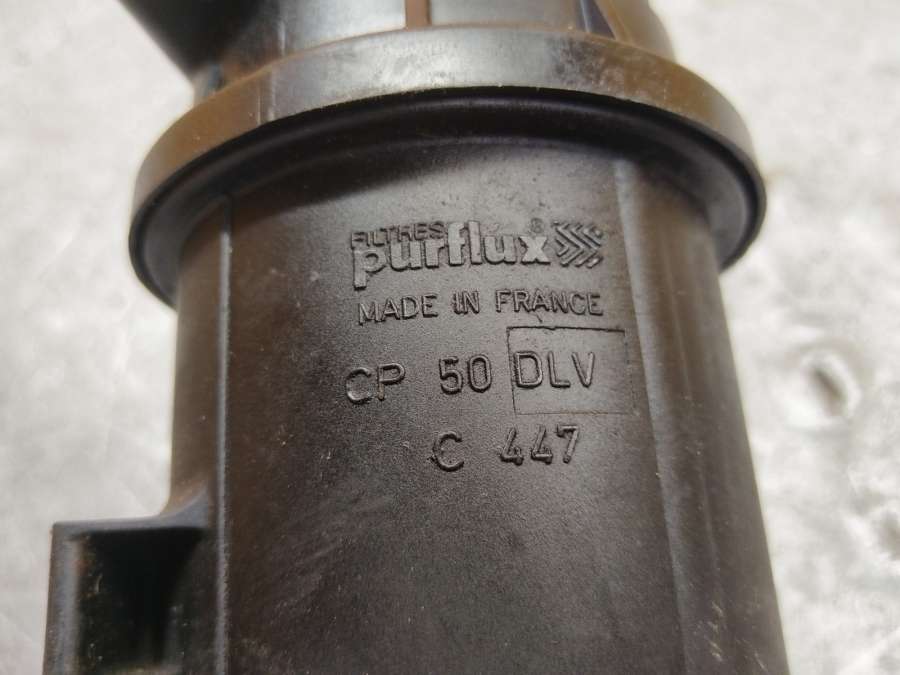 FILTRES
purflux®
MADE IN FRANCE
CP 50 DLV
C 447